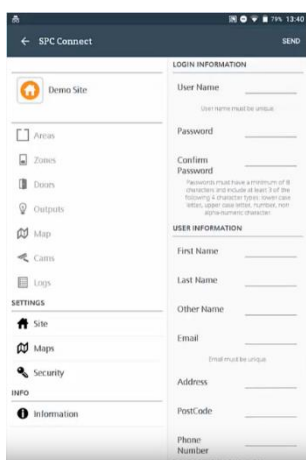 79% 13:40
← SPC Connect
SEND
Demo Site
Areas
Zones
Doors
Outputs
Map
Cams
Logs
SETTINGS
Site
Maps
Security
INFO
Information
LOGIN INFORMATION
User Name
User name must be unique.
Password
Confirm
Password
Passwords must have a minimum of 8
characters and include at least 3 of the
following 4 character types: lower case
letter, upper case letter, number, non
alpha-numeric character.
USER INFORMATION
First Name
Last Name
Other Name
Email
Email must be unique.
Address
PostCode
Phone
Number